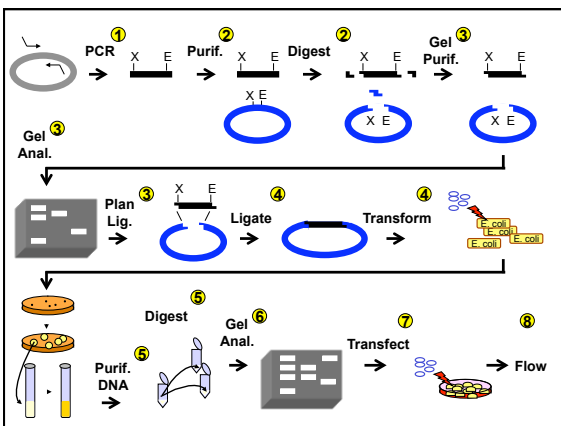 ① PCR
② Purif.
② Digest
③ Gel Purif.
X E
X E
X E
X E
X E
X E
X E
③ Gel Anal.
③ Plan Lig.
④ Ligate
④ Transform
X E
E. coli
E. coli
E. coli
E. coli
⑤ Purif. DNA
⑤ Digest
⑥ Gel Anal.
⑦ Transfect
⑧ Flow